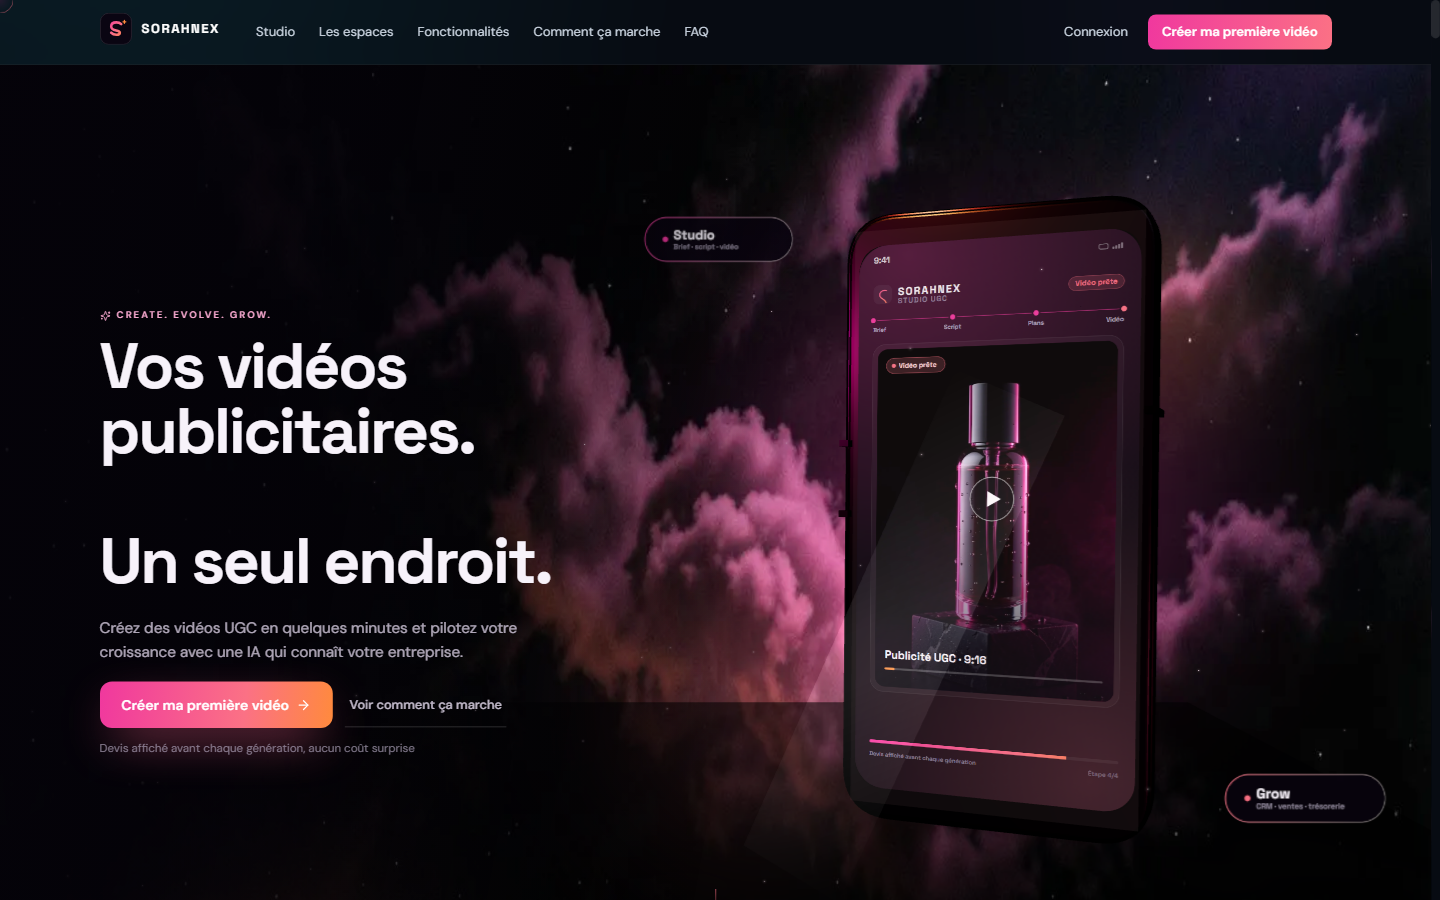 SORAHNEX
Studio
Les espaces
Fonctionnalités
Comment ça marche
FAQ
Connexion
Créer ma première vidéo
CREATE. EVOLVE. GROW.
Vos vidéos
publicitaires.
Un seul endroit.
Créez des vidéos UGC en quelques minutes et pilotez votre
croissance avec une IA qui connaît votre entreprise.
Créer ma première vidéo →
Voir comment ça marche
Devis affiché avant chaque génération, aucun coût surprise
Studio
Brief · script · vidéo
9:41
SORAHNEX
STUDIO UGC
Vidéo prête
Brief
Script
Plans
Vidéo
Vidéo prête
Publicité UGC · 9:16
Devis affiché avant chaque génération
Étape 4/4
Grow
CRM · ventes · trésorerie